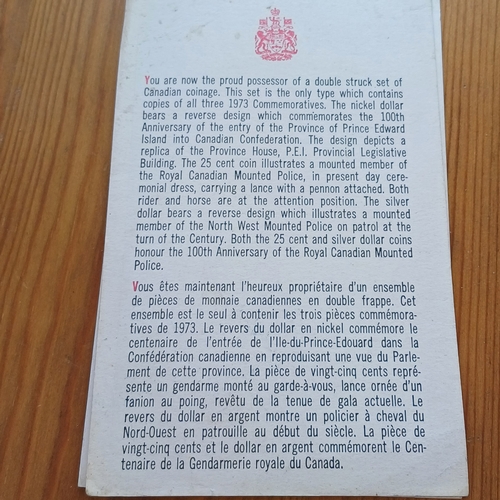 You are now the proud possessor of a double struck set of
Canadian coinage. This set is the only type which contains
copies of all three 1973 Commemoratives. The nickel dollar
bears a reverse design which commemorates the 100th
Anniversary of the entry of the Province of Prince Edward
Island into Canadian Confederation. The design depicts a
replica of the Province House, P.E.I. Provincial Legislative
Building. The 25 cent coin illustrates a mounted member of
the Royal Canadian Mounted Police, in present day cere-
monial dress, carrying a lance with a pennon attached. Both
rider and horse are at the attention position. The silver
dollar bears a reverse design which illustrates a mounted
member of the North West Mounted Police on patrol at the
turn of the Century. Both the 25 cent and silver dollar coins
honour the 100th Anniversary of the Royal Canadian Mounted
Police.
Vous êtes maintenant l'heureux propriétaire d'un ensemble
de pièces de monnaie canadiennes en double frappe. Cet
ensemble est le seul à contenir les trois pièces commémora-
tives de 1973. Le revers du dollar en nickel commémore le
centenaire de l'entrée de l'Ile-du-Prince-Edouard dans la
Confédération canadienne en reproduisant une vue du Parle-
ment de cette province. La pièce de vingt-cinq cents repré-
sente un gendarme monté au garde-à-vous, lance ornée d'un
fanion au poing, revêtu de la tenue de gala actuelle. Le
revers du dollar en argent montre un policier à cheval du
Nord-Ouest en patrouille au début du siècle. La pièce de
vingt-cinq cents et le dollar en argent commémorent le Cen-
tenaire de la Gendarmerie royale du Canada.